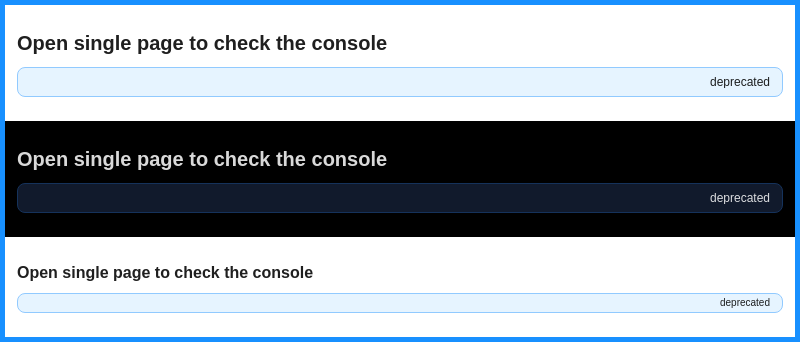 Open single page to check the console
deprecated
Open single page to check the console
deprecated
Open single page to check the console
deprecated